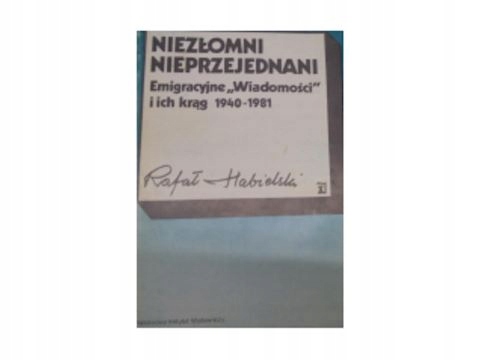 NIEZŁOMNI
NIEPRZEJEDNANI
Emigracyjne „Wiadomości"
i ich krąg 1940-1981
Rafał Habielski